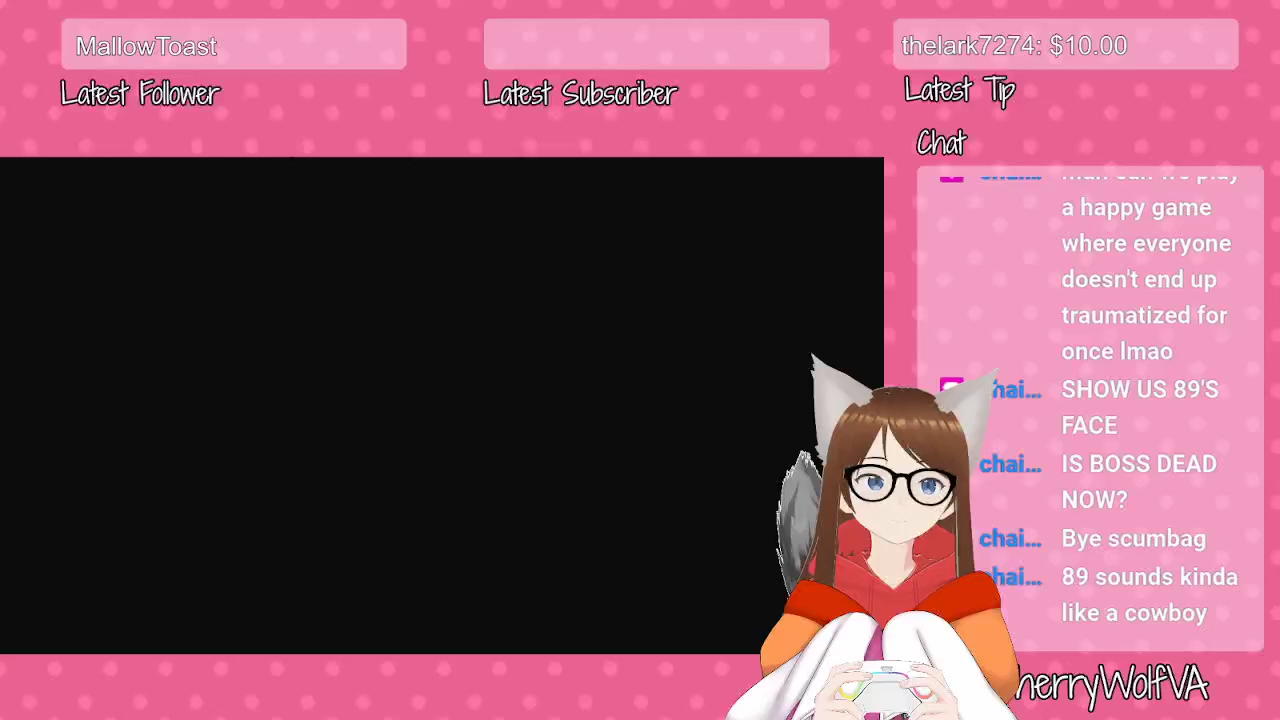 MallowToast
thelark7274: $10.00
Latest Follower
Latest Subscriber
Latest Tip
Chat
a happy game
where everyone
doesn't end up
traumatized for
once lmao
hai... SHOW US 89'S
FACE
chai... IS BOSS DEAD
NOW?
chai... Bye scumbag
hai... 89 sounds kinda
like a cowboy
herryWolfVA